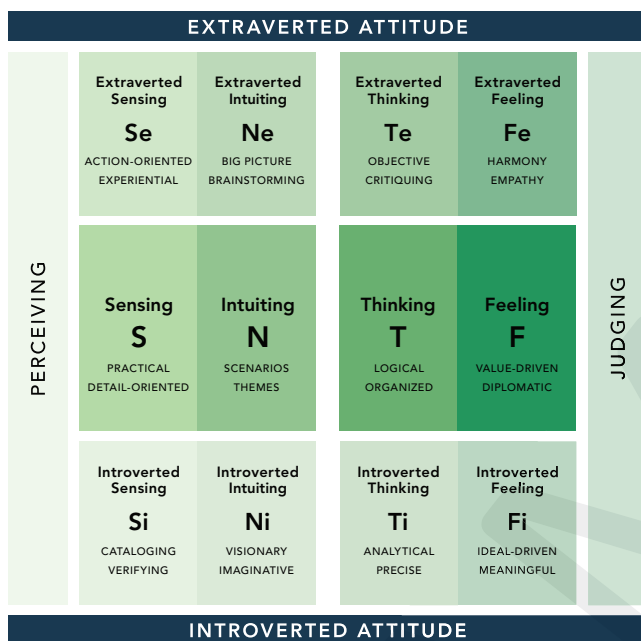 EXTRAVERTED ATTITUDE
PERCEIVING
Extraverted
Sensing
Se
ACTION-ORIENTED
EXPERIENTIAL
Extraverted
Intuiting
Ne
BIG PICTURE
BRAINSTORMING
Extraverted
Thinking
Te
OBJECTIVE
CRITIQUING
Extraverted
Feeling
Fe
HARMONY
EMPATHY
Sensing
S
PRACTICAL
DETAIL-ORIENTED
Intuiting
N
SCENARIOS
THEMES
Thinking
T
LOGICAL
ORGANIZED
Feeling
F
VALUE-DRIVEN
DIPLOMATIC
Introverted
Sensing
Si
CATALOGING
VERIFYING
Introverted
Intuiting
Ni
VISIONARY
IMAGINATIVE
Introverted
Thinking
Ti
ANALYTICAL
PRECISE
Introverted
Feeling
Fi
IDEAL-DRIVEN
MEANINGFUL
JUDGING
INTROVERTED ATTITUDE